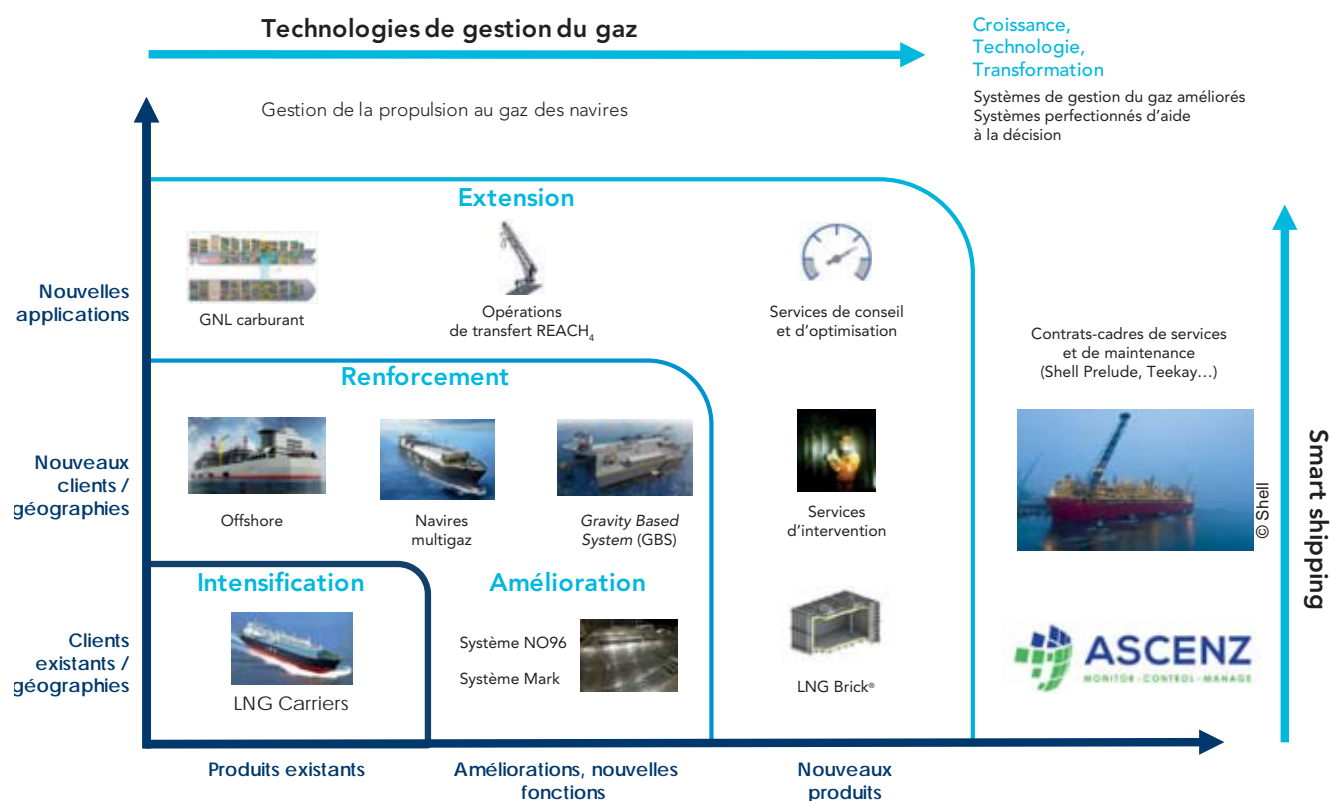 Technologies de gestion du gaz
Croissance,
Technologie,
Transformation
Systèmes de gestion du gaz améliorés
Systèmes perfectionnés d'aide
à la décision
Gestion de la propulsion au gaz des navires
Extension
Nouvelles
applications
GNL carburant
Opérations
de transfert REACH₄
Services de conseil
et d'optimisation
Contrats-cadres de services
et de maintenance
(Shell Prelude, Teekay…)
Renforcement
Nouveaux
clients /
géographies
Offshore
Navires
multigaz
Gravity Based
System (GBS)
Services
d'intervention
© Shell
Smart shipping
Intensification
Amélioration
Clients
existants /
géographies
LNG Carriers
Système NO96
Système Mark
LNG Brick®
ASCENZ
MONITOR · CONTROL · MANAGE
Produits existants
Améliorations, nouvelles
fonctions
Nouveaux
produits